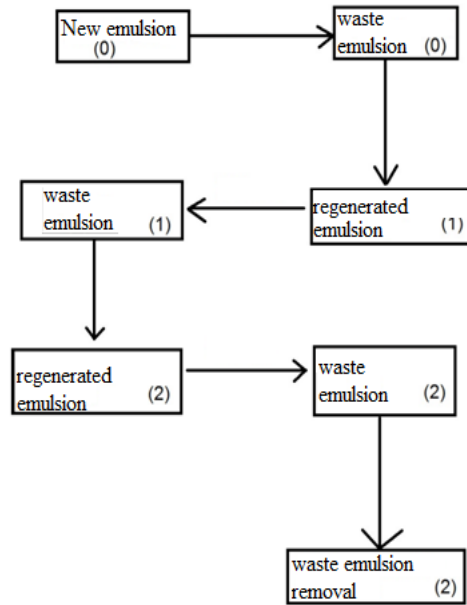 New emulsion
(0)
waste
emulsion (0)
waste
emulsion (1)
regenerated
emulsion (1)
regenerated
emulsion (2)
waste
emulsion (2)
waste emulsion
removal (2)